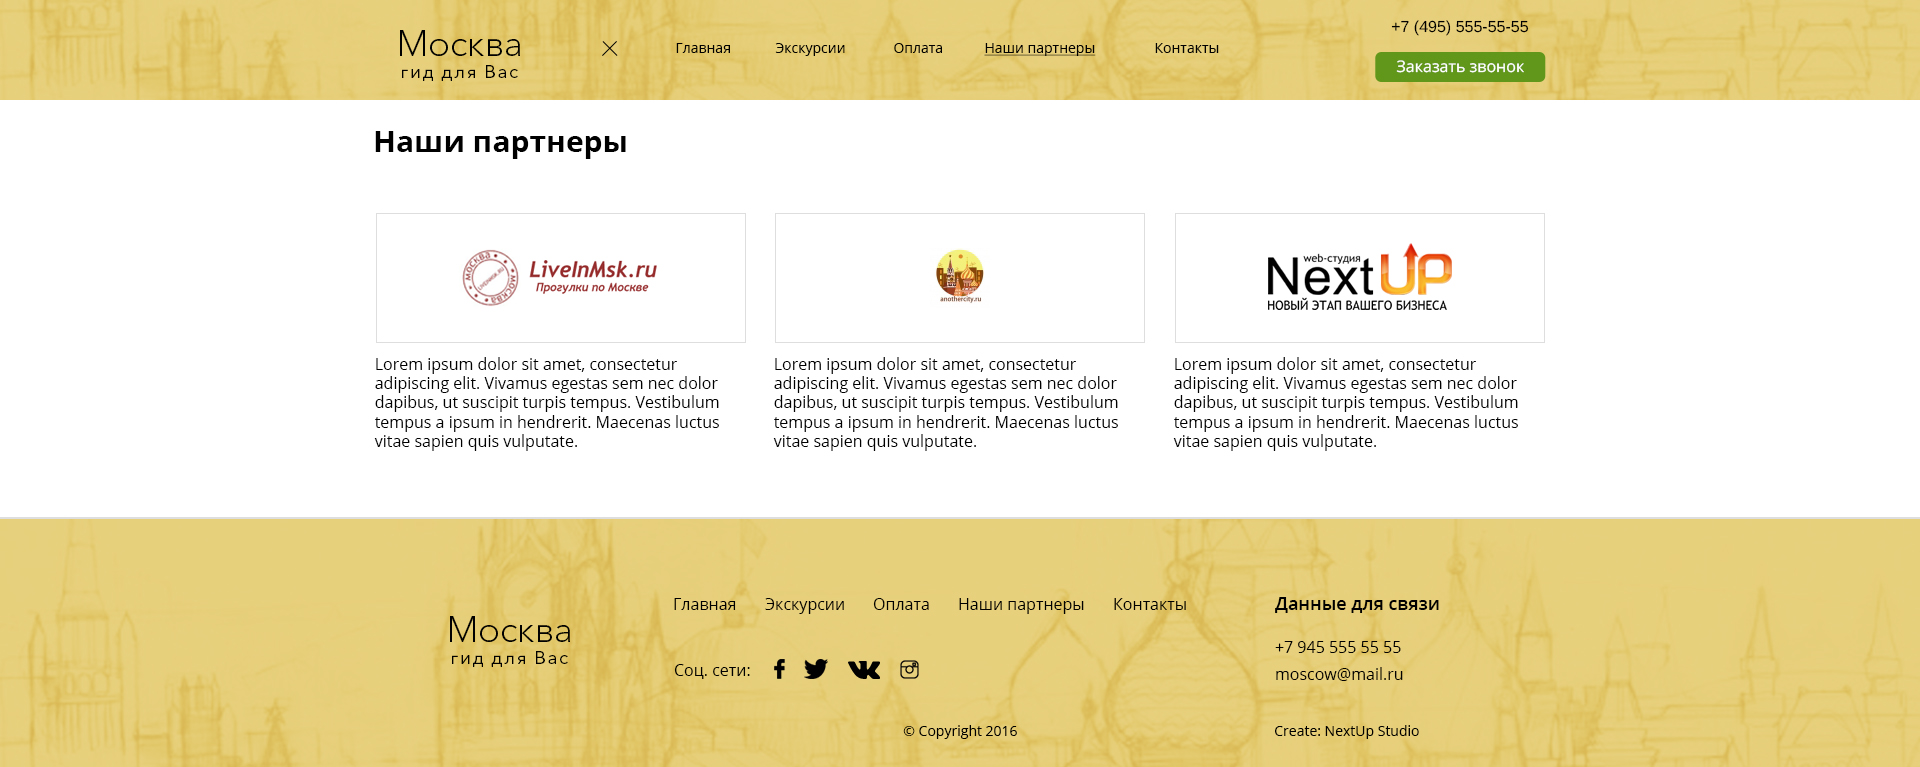 Москва
гид для Вас
Главная
Экскурсии
Оплата
Наши партнеры
Контакты
+7 (495) 555-55-55
Заказать звонок
Наши партнеры
МОСКВА
LIVEINMSK.RU
МОСКВА
LiveInMsk.ru
Прогулки по Москве
anothercity.ru
web-студия
NextUP
НОВЫЙ ЭТАП ВАШЕГО БИЗНЕСА
Lorem ipsum dolor sit amet, consectetur
adipiscing elit. Vivamus egestas sem nec dolor
dapibus, ut suscipit turpis tempus. Vestibulum
tempus a ipsum in hendrerit. Maecenas luctus
vitae sapien quis vulputate.
Lorem ipsum dolor sit amet, consectetur
adipiscing elit. Vivamus egestas sem nec dolor
dapibus, ut suscipit turpis tempus. Vestibulum
tempus a ipsum in hendrerit. Maecenas luctus
vitae sapien quis vulputate.
Lorem ipsum dolor sit amet, consectetur
adipiscing elit. Vivamus egestas sem nec dolor
dapibus, ut suscipit turpis tempus. Vestibulum
tempus a ipsum in hendrerit. Maecenas luctus
vitae sapien quis vulputate.
Москва
гид для Вас
Главная
Экскурсии
Оплата
Наши партнеры
Контакты
Соц. сети:
Данные для связи
+7 945 555 55 55
moscow@mail.ru
© Copyright 2016
Create: NextUp Studio